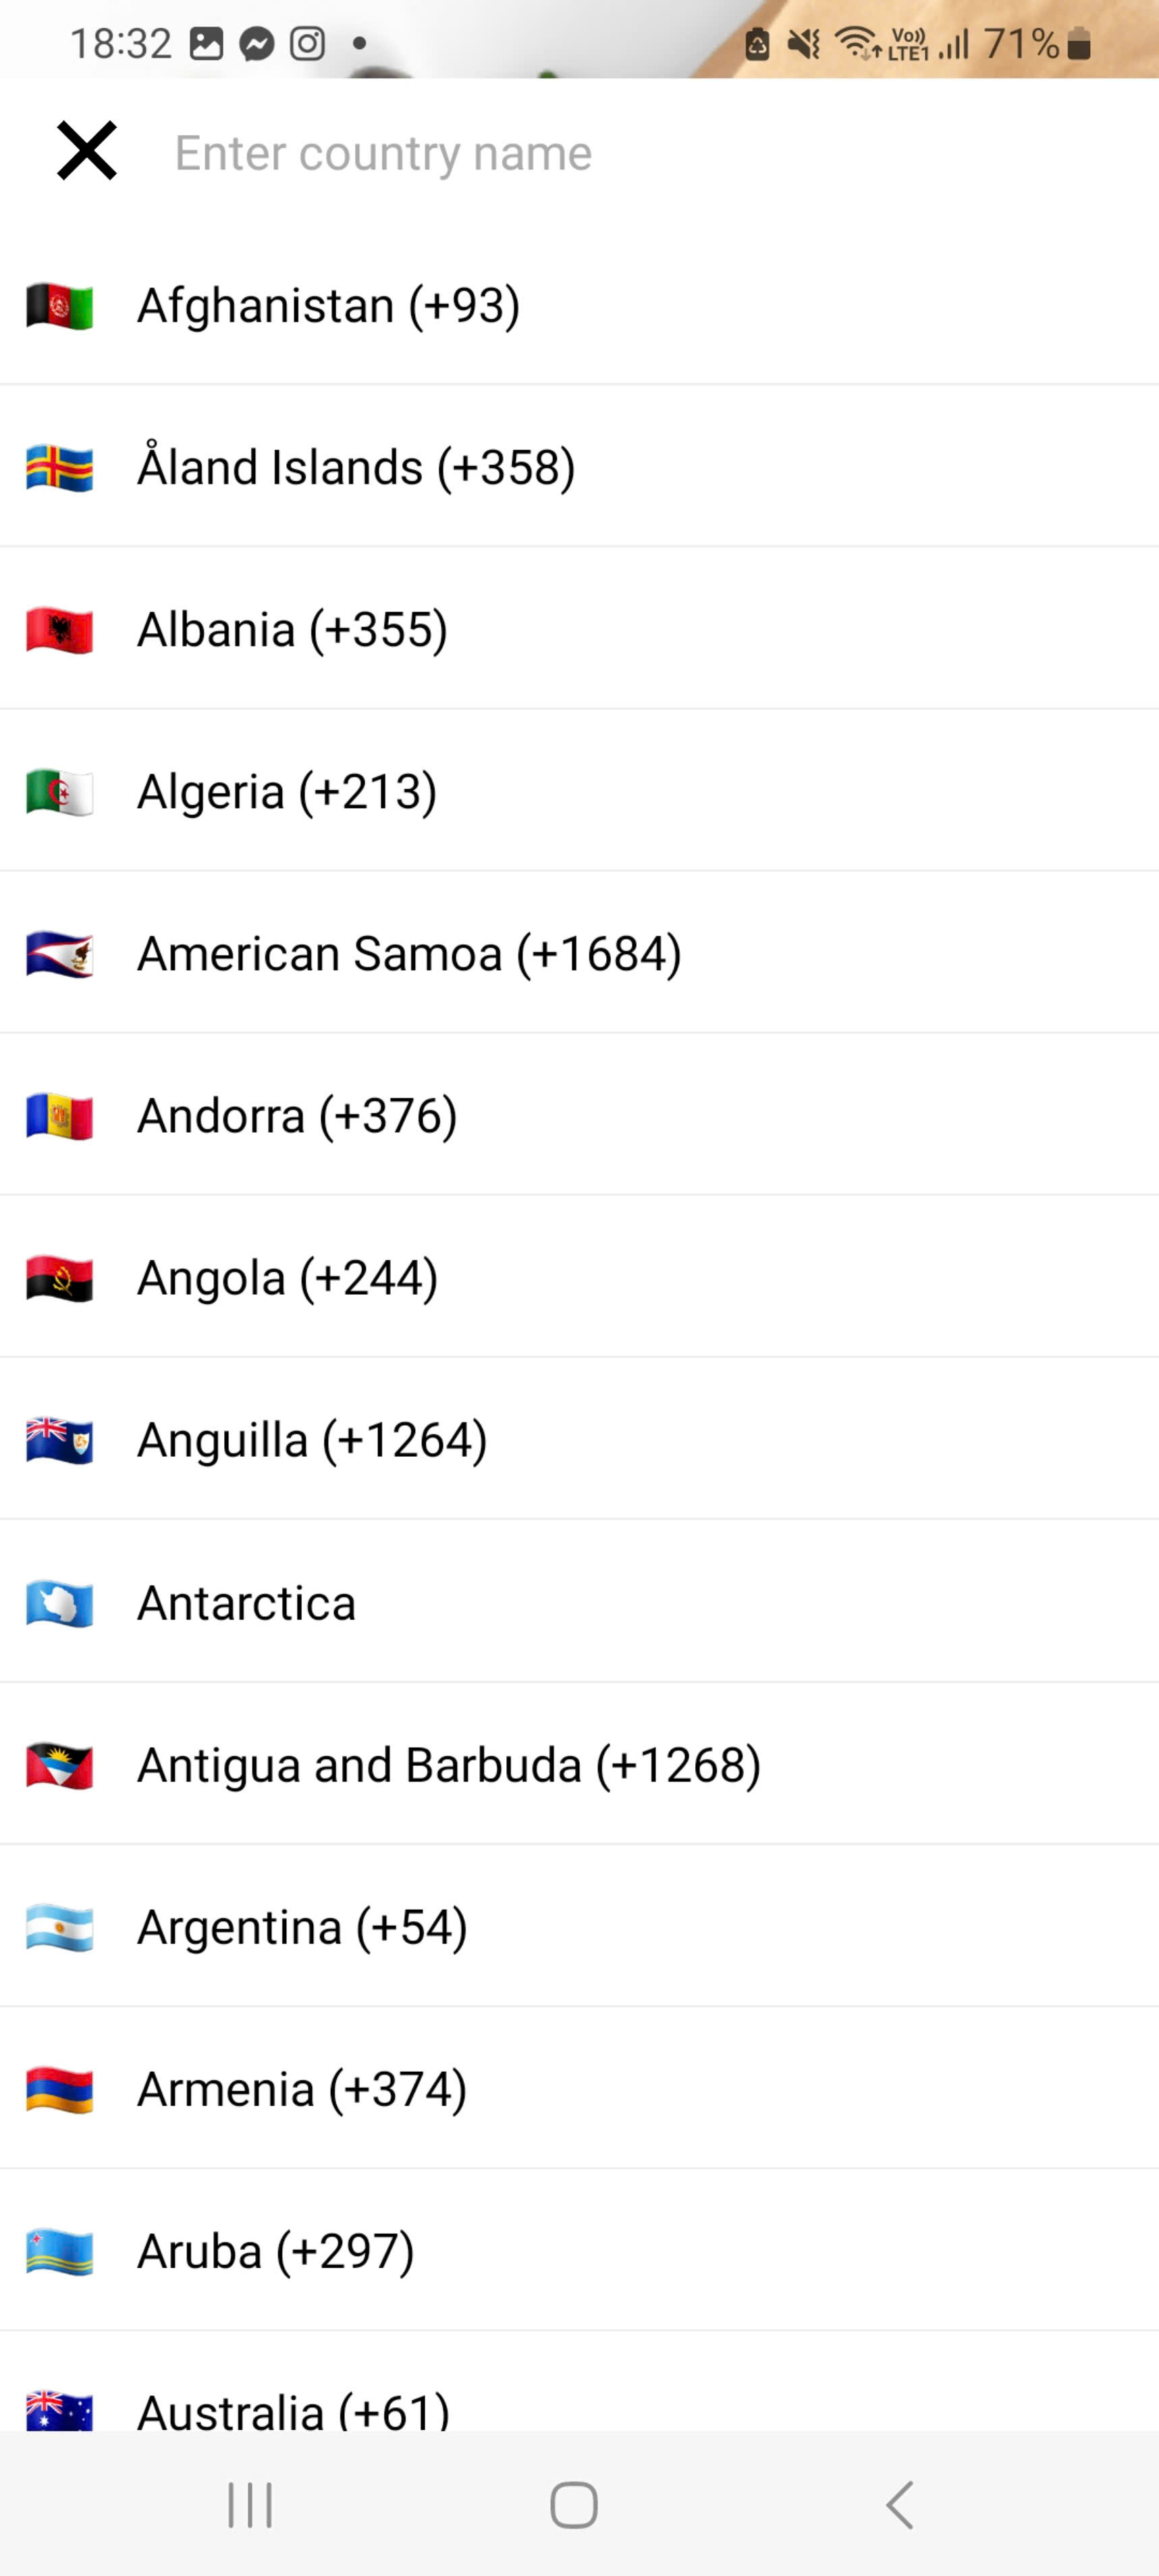 18:32 Vo)) LTE1 71%
Enter country name
Afghanistan (+93)
Åland Islands (+358)
Albania (+355)
Algeria (+213)
American Samoa (+1684)
Andorra (+376)
Angola (+244)
Anguilla (+1264)
Antarctica
Antigua and Barbuda (+1268)
Argentina (+54)
Armenia (+374)
Aruba (+297)
Australia (+61)